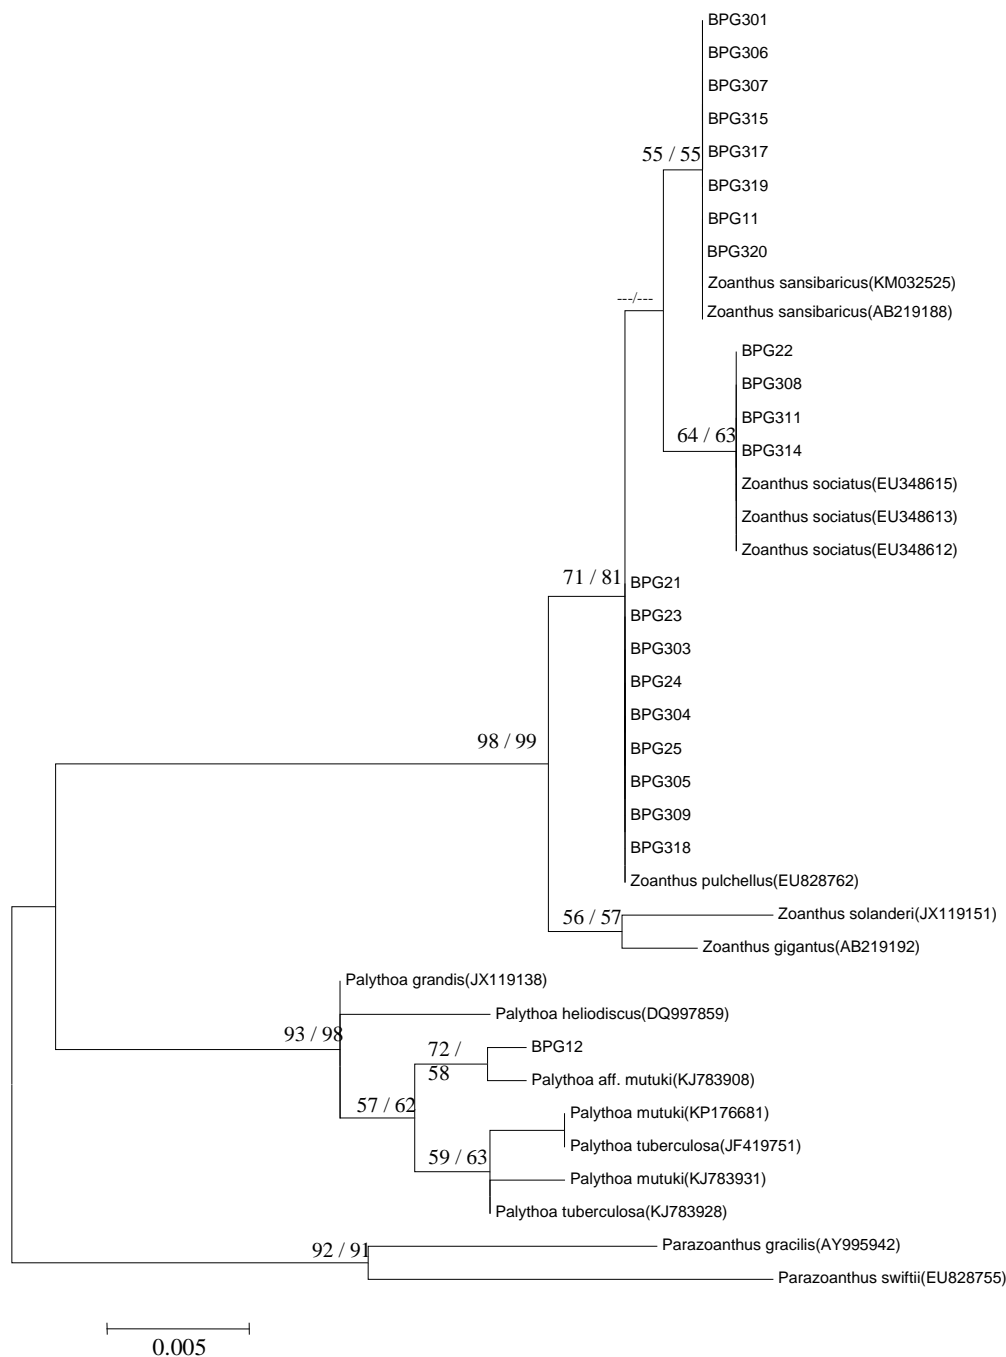 BPG301
BPG306
BPG307
BPG315
55 / 55
BPG317
BPG319
BPG11
BPG320
Zoanthus sansibaricus(KM032525)
---/---
Zoanthus sansibaricus(AB219188)
BPG22
BPG308
BPG311
64 / 63
BPG314
Zoanthus sociatus(EU348615)
Zoanthus sociatus(EU348613)
Zoanthus sociatus(EU348612)
71 / 81
BPG21
BPG23
BPG303
BPG24
BPG304
98 / 99
BPG25
BPG305
BPG309
BPG318
Zoanthus pulchellus(EU828762)
56 / 57
Zoanthus solanderi(JX119151)
Zoanthus gigantus(AB219192)
Palythoa grandis(JX119138)
Palythoa heliodiscus(DQ997859)
93 / 98
72 /
58
BPG12
Palythoa aff. mutuki(KJ783908)
57 / 62
Palythoa mutuki(KP176681)
Palythoa tuberculosa(JF419751)
59 / 63
Palythoa mutuki(KJ783931)
Palythoa tuberculosa(KJ783928)
92 / 91
Parazoanthus gracilis(AY995942)
Parazoanthus swiftii(EU828755)
0.005